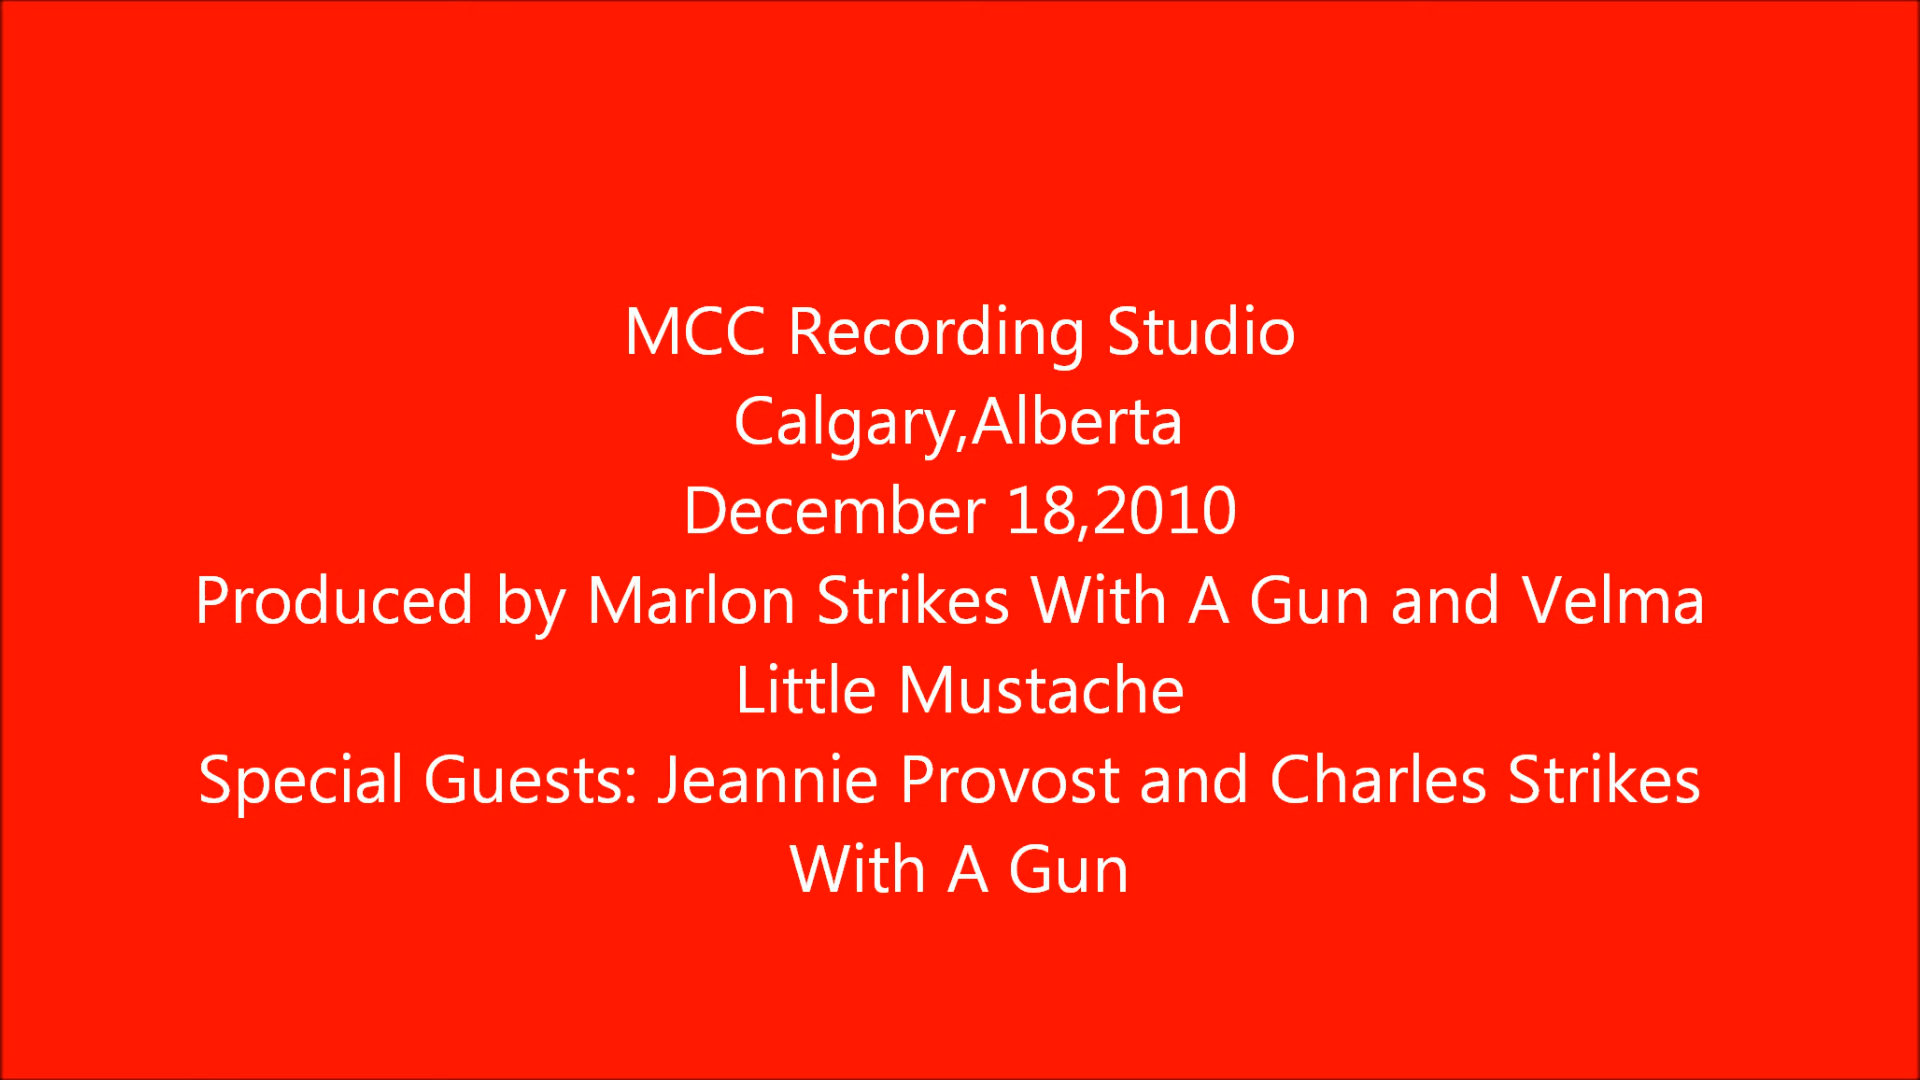 MCC Recording Studio
Calgary,Alberta
December 18,2010
Produced by Marlon Strikes With A Gun and Velma
Little Mustache
Special Guests: Jeannie Provost and Charles Strikes
With A Gun